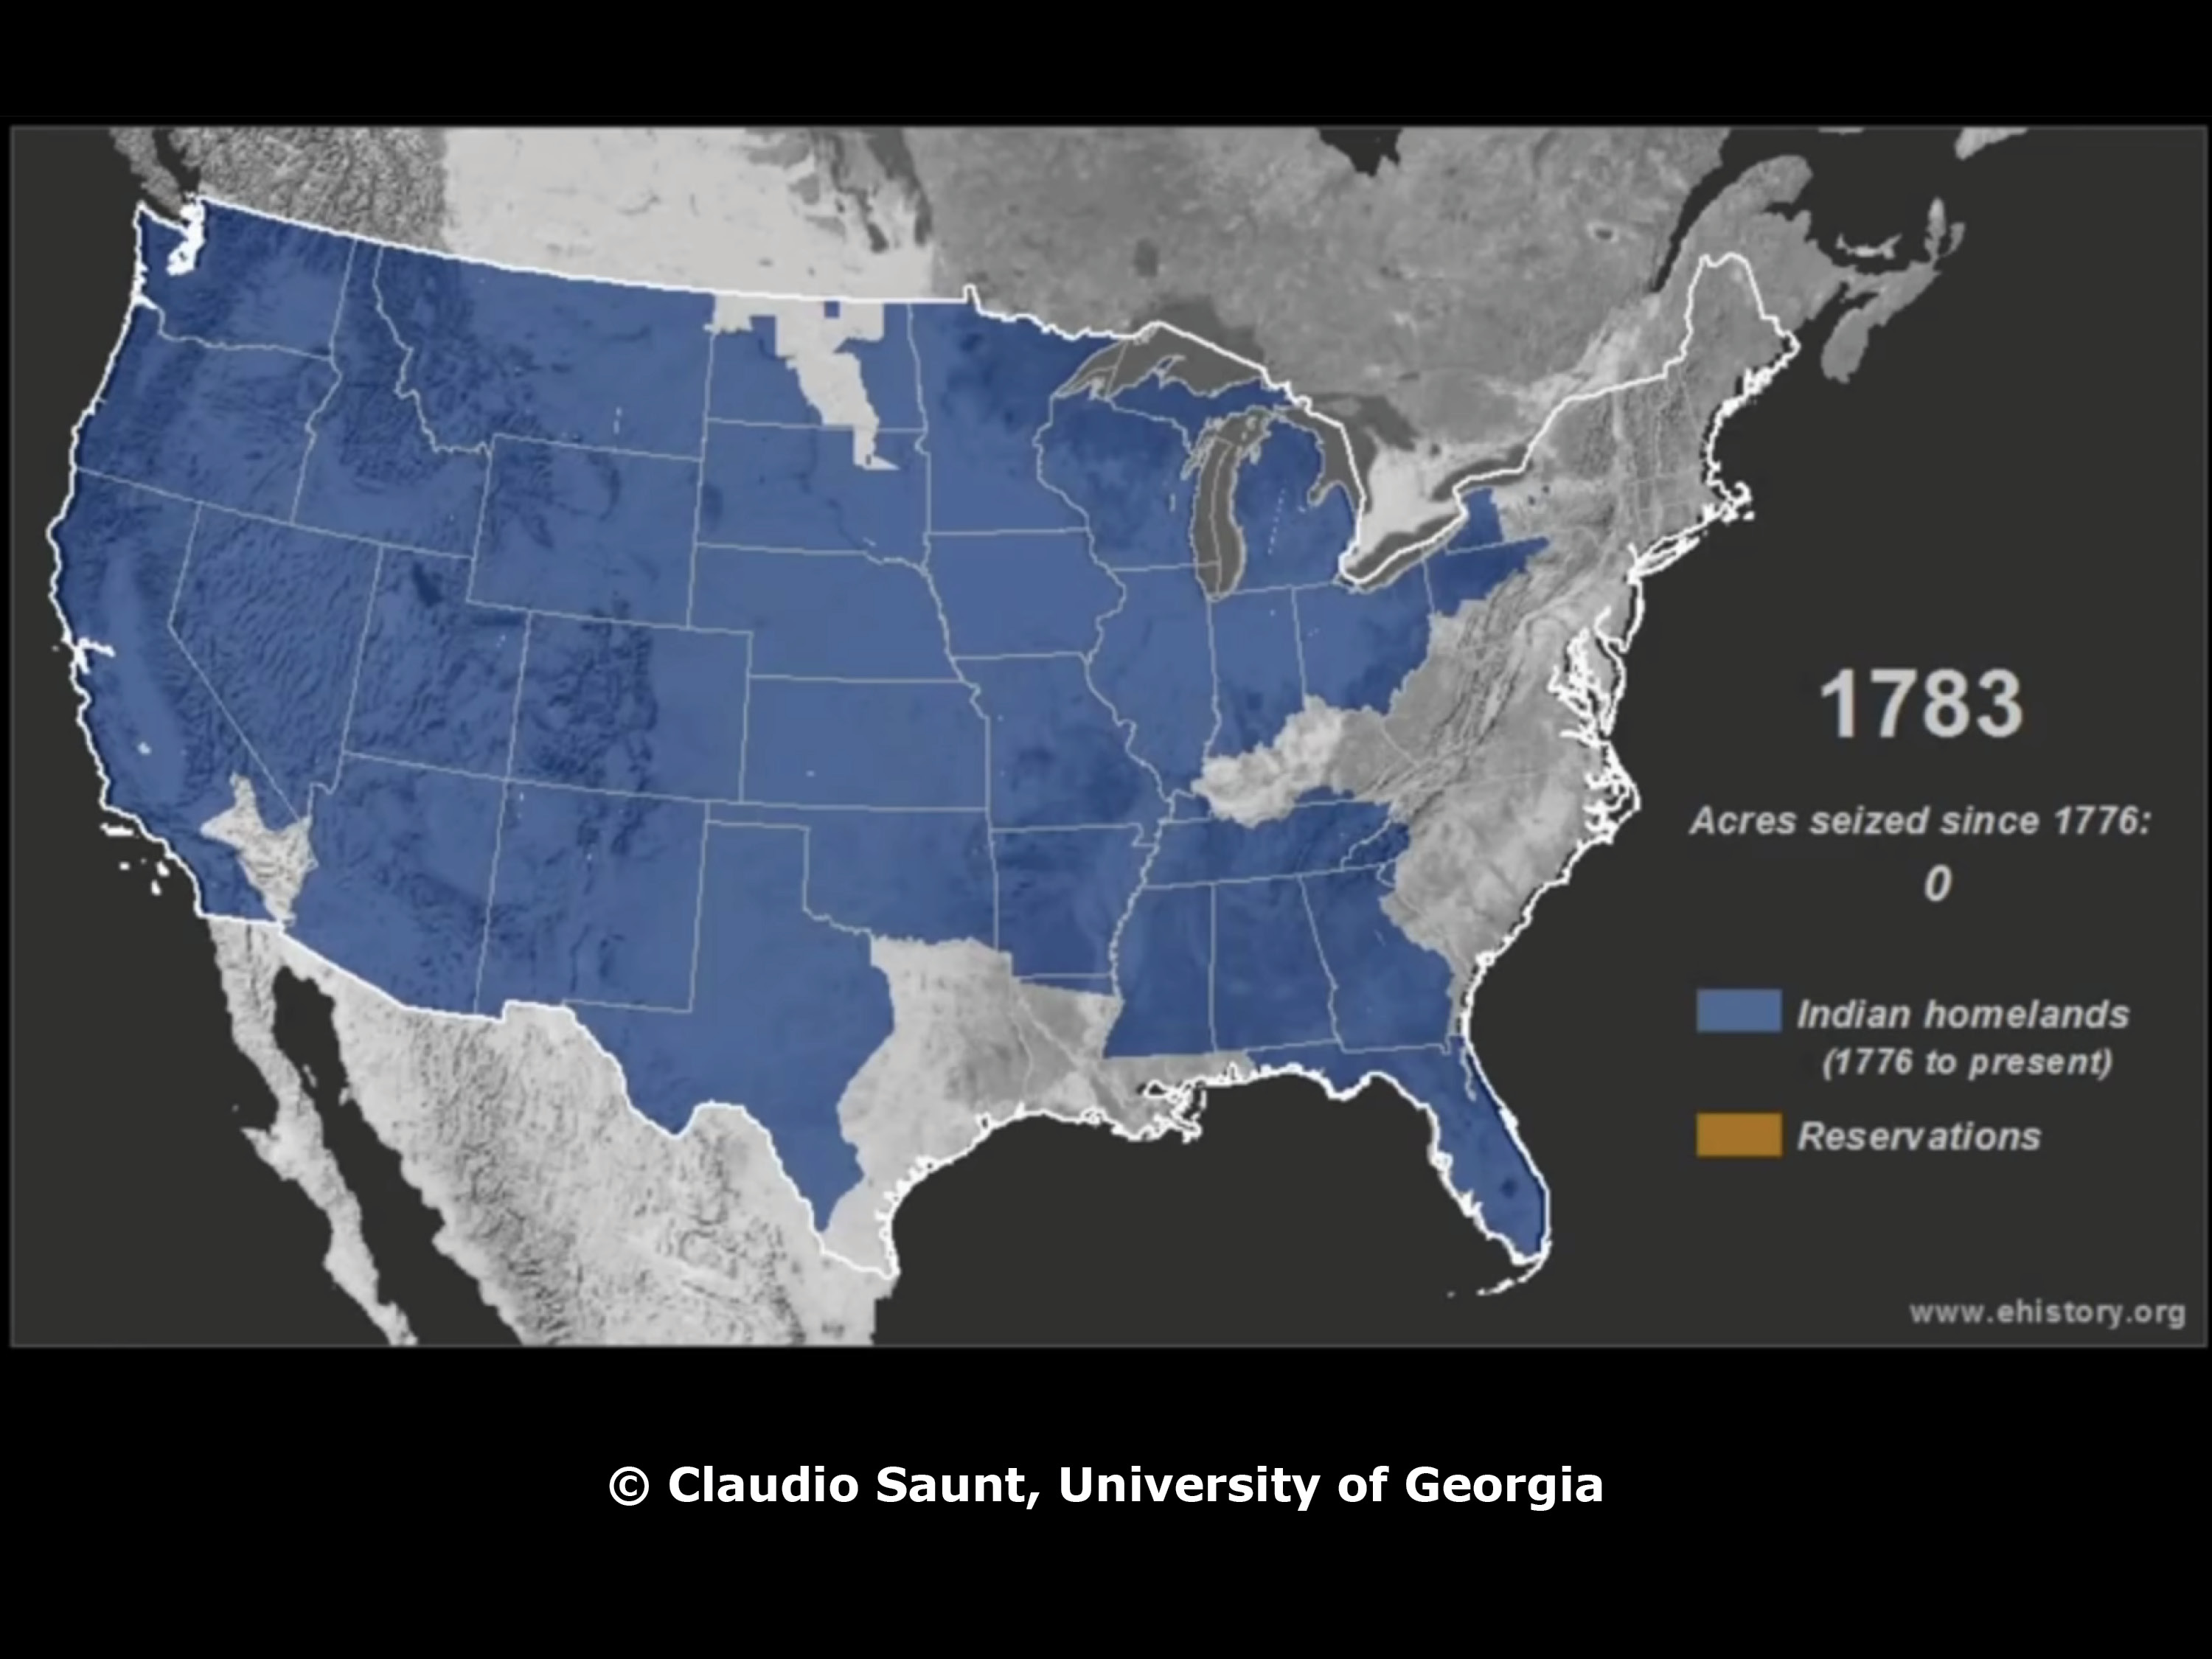 1783
Acres seized since 1776:
0
Indian homelands
(1776 to present)
Reservations
www.ehistory.org
© Claudio Saunt, University of Georgia